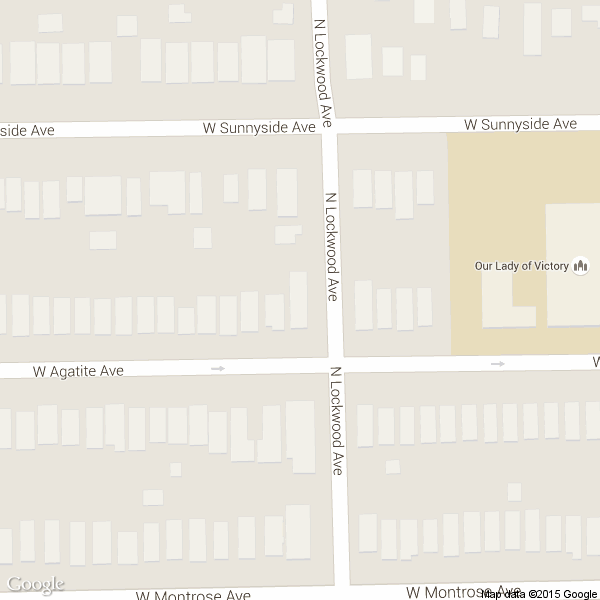 N Lockwood Ave
side Ave
W Sunnyside Ave
W Sunnyside Ave
N Lockwood Ave
Our Lady of Victory
W Agatite Ave
W
N Lockwood Ave
Google
W Montrose Ave
W Montrose Ave
Map data ©2015 Google